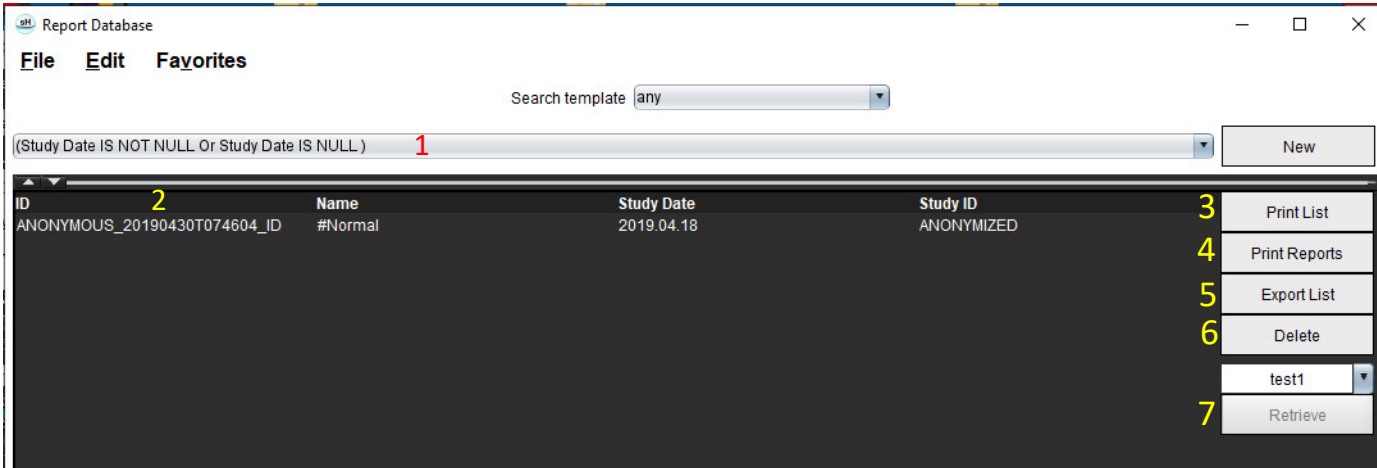 sH Report Database
File Edit Favorites
Search template any
(Study Date IS NOT NULL Or Study Date IS NULL ) 1 New
2
ID Name Study Date Study ID
ANONYMOUS_20190430T074604_ID #Normal 2019.04.18 ANONYMIZED
3 Print List
4 Print Reports
5 Export List
6 Delete
test1
7 Retrieve